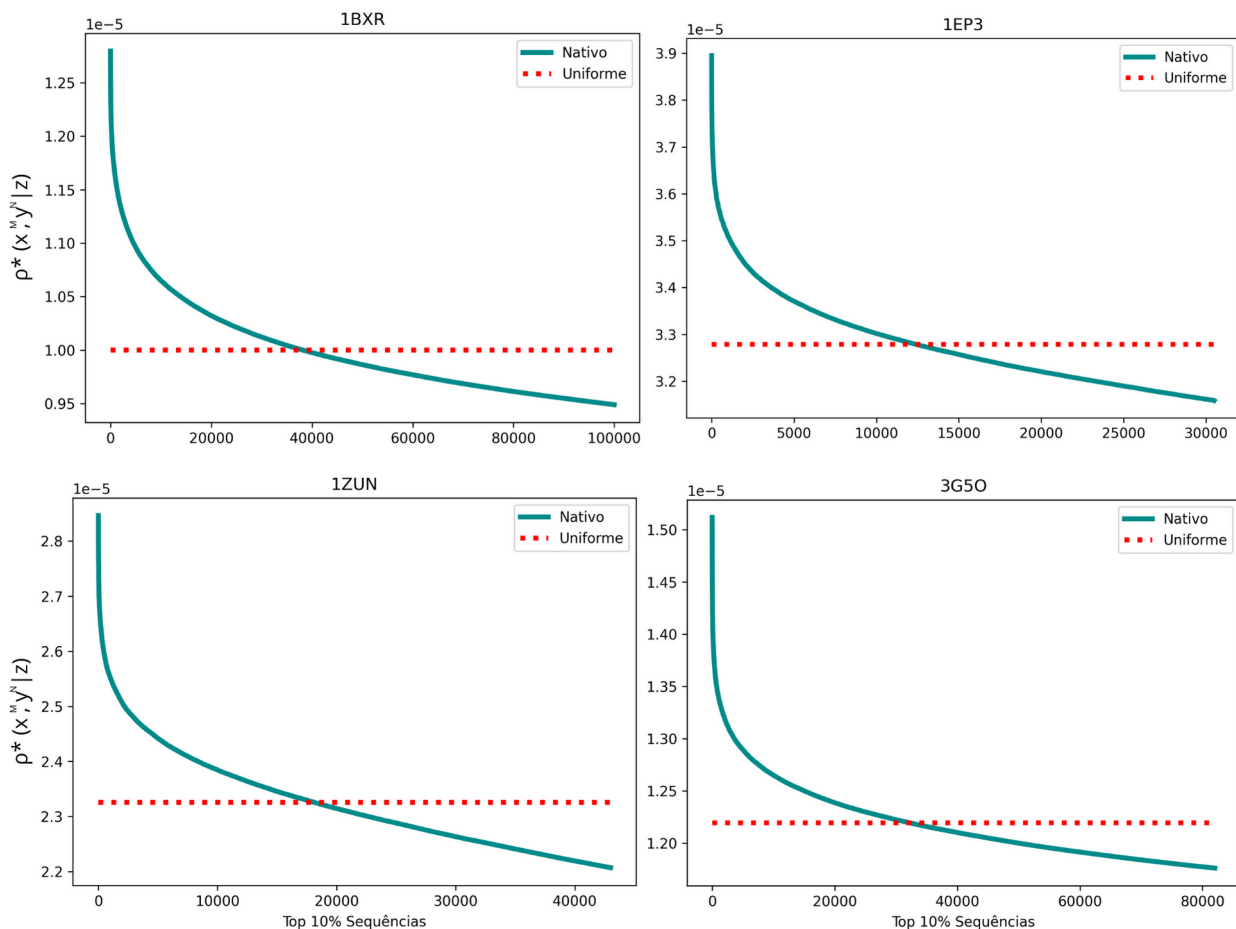 1BXR
1e−5
Nativo
Uniforme
1.25
1.20
1.15
1.10
1.05
1.00
0.95
ρ* (xᴹ, yᴺ | z)
0 20000 40000 60000 80000 100000
1EP3
1e−5
Nativo
Uniforme
3.9
3.8
3.7
3.6
3.5
3.4
3.3
3.2
0 5000 10000 15000 20000 25000 30000
1ZUN
1e−5
Nativo
Uniforme
2.8
2.7
2.6
2.5
2.4
2.3
2.2
ρ* (xᴹ, yᴺ | z)
0 10000 20000 30000 40000
Top 10% Sequências
3G5O
1e−5
Nativo
Uniforme
1.50
1.45
1.40
1.35
1.30
1.25
1.20
0 20000 40000 60000 80000
Top 10% Sequências